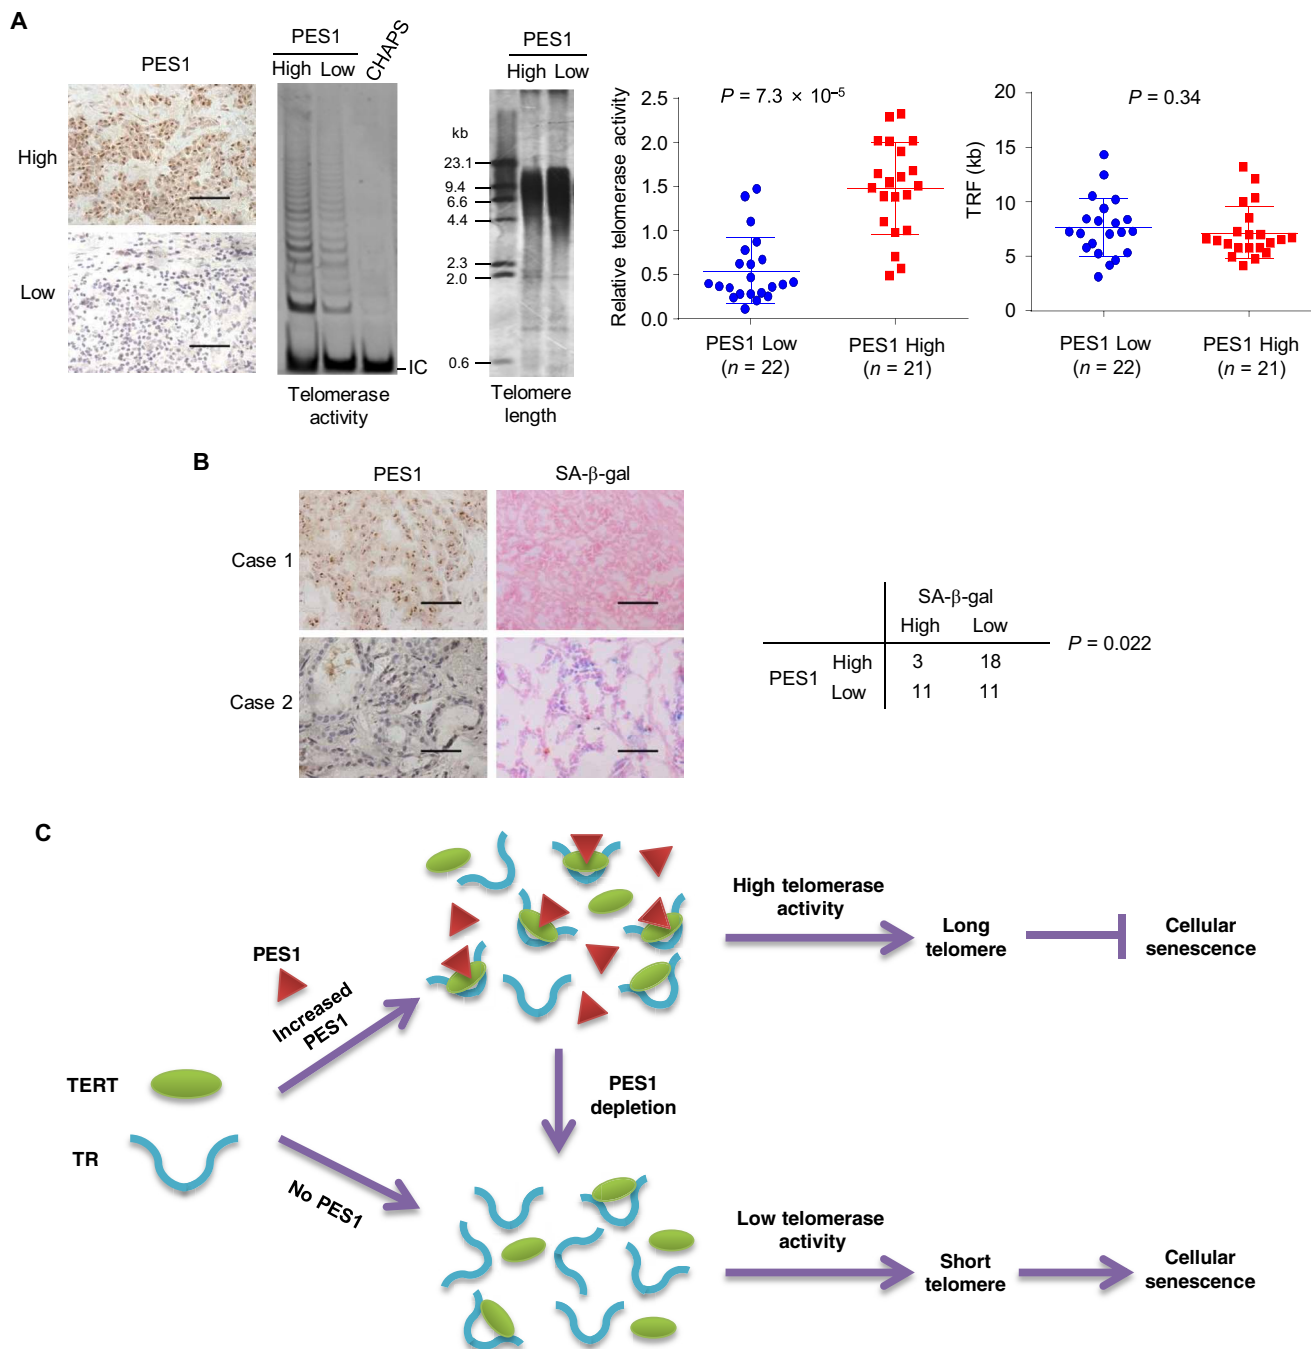 A
PES1
High
Low
PES1
High Low
CHAPS
IC
Telomerase
activity
PES1
High Low
kb
23.1
9.4
6.6
4.4
2.3
2.0
0.6
Telomere
length
P = 7.3 × 10⁻⁵
Relative telomerase activity
2.5
2.0
1.5
1.0
0.5
0.0
PES1 Low
(n = 22)
PES1 High
(n = 21)
P = 0.34
TRF (kb)
20
15
10
5
0
PES1 Low
(n = 22)
PES1 High
(n = 21)
B
PES1
SA-β-gal
Case 1
Case 2
SA-β-gal
High Low
PES1
High 3 18
Low 11 11
P = 0.022
C
PES1
Increased
PES1
TERT
TR
No PES1
PES1
depletion
High telomerase
activity
Long
telomere
Cellular
senescence
Low telomerase
activity
Short
telomere
Cellular
senescence